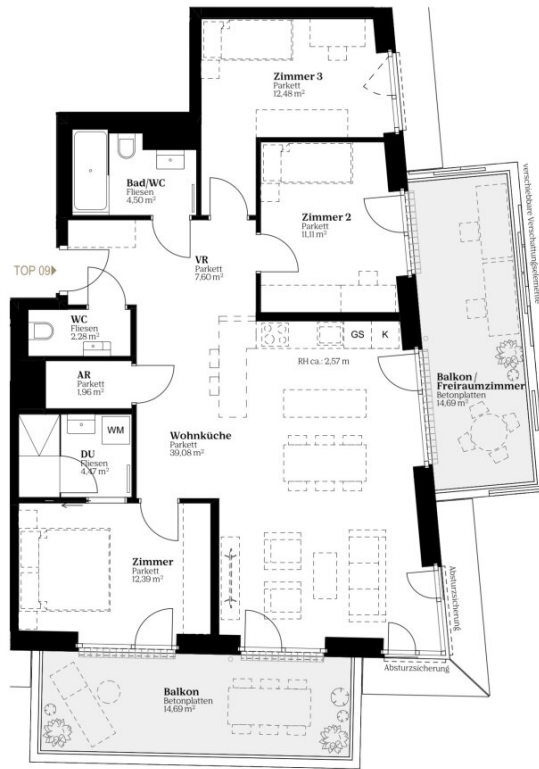 Zimmer 3
Parkett
12,48 m²
Bad/WC
Fliesen
4,50 m²
Zimmer 2
Parkett
11,11 m²
verschiebbare Verschattungselemente
VR
Parkett
7,60 m²
TOP 09
WC
Fliesen
2,28 m²
GS
K
RH ca.: 2,57 m
AR
Parkett
1,96 m²
Balkon /
Freiraumzimmer
Betonplatten
14,69 m²
WM
Wohnküche
Parkett
39,08 m²
DU
Fliesen
4,47 m²
Zimmer
Parkett
12,39 m²
Absturzsicherung
Absturzsicherung
Balkon
Betonplatten
14,69 m²